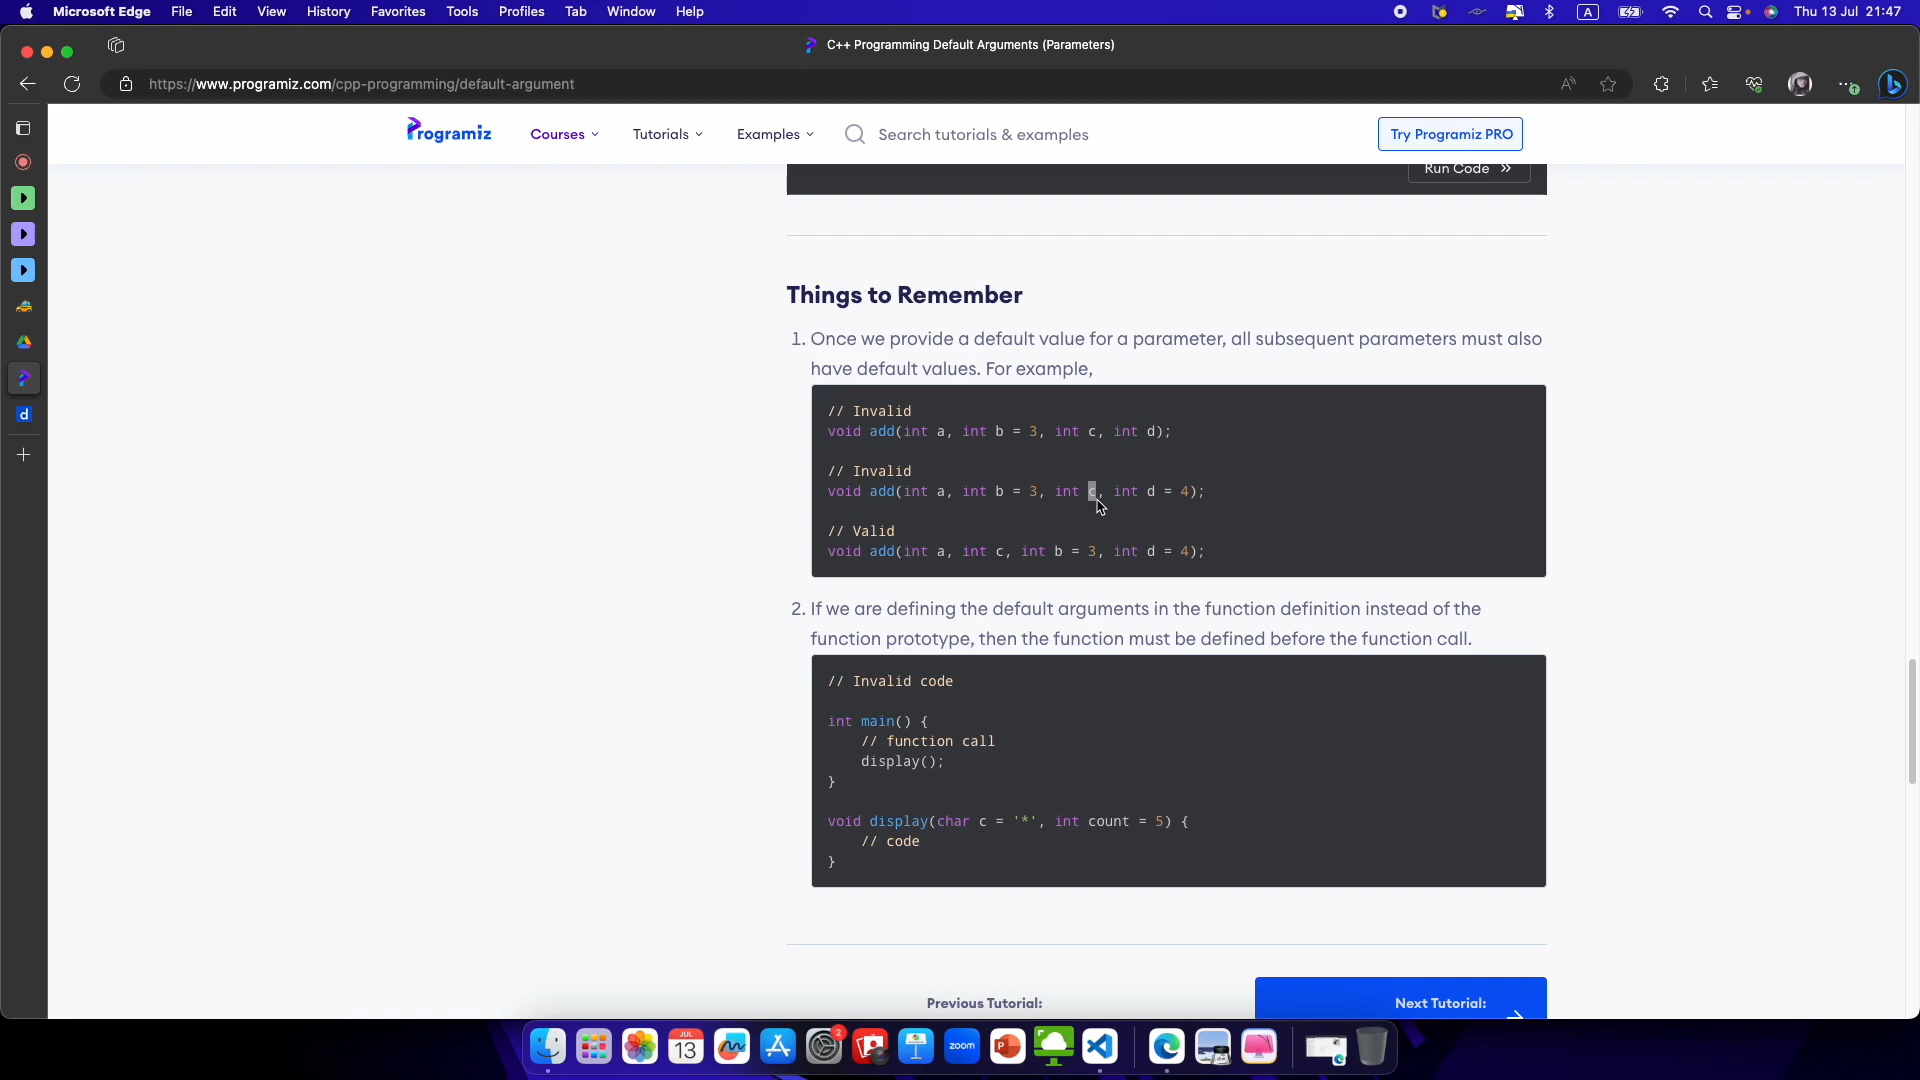 Microsoft Edge File Edit View History Favorites Tools Profiles Tab Window Help
A
Thu 13 Jul 21:47
C++ Programming Default Arguments (Parameters)
https://www.programiz.com/cpp-programming/default-argument
Programiz
Courses
Tutorials
Examples
Search tutorials & examples
Try Programiz PRO
Run Code
Things to Remember
1. Once we provide a default value for a parameter, all subsequent parameters must also
have default values. For example,
// Invalid
void add(int a, int b = 3, int c, int d);
// Invalid
void add(int a, int b = 3, int c, int d = 4);
// Valid
void add(int a, int c, int b = 3, int d = 4);
2. If we are defining the default arguments in the function definition instead of the
function prototype, then the function must be defined before the function call.
// Invalid code
int main() {
// function call
display();
}
void display(char c = '*', int count = 5) {
// code
}
Previous Tutorial:
Next Tutorial:
d
JUL
13
2
zoom
P